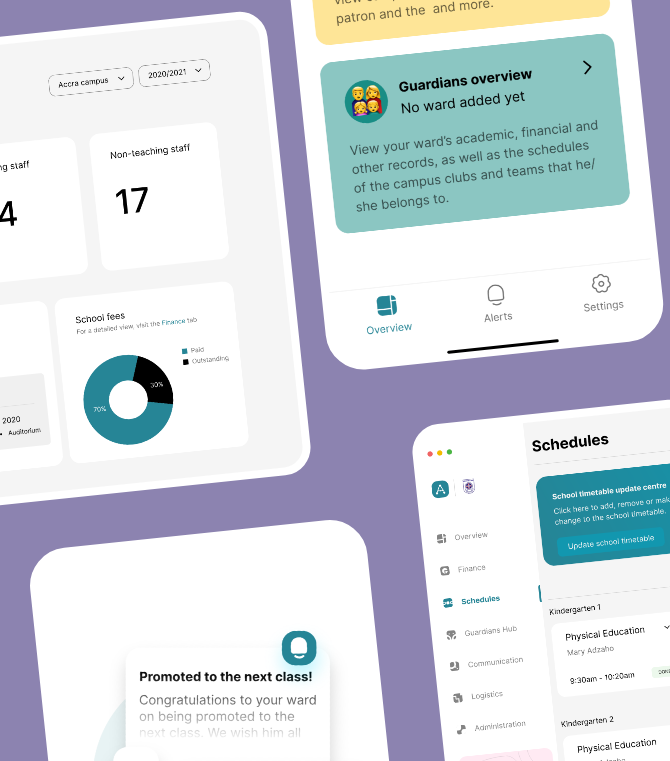 Accra campus
2020/2021
staff
4
Non-teaching staff
17
School fees
For a detailed view, visit the Finance tab
Paid
Outstanding
30%
70%
2020
Auditorium
patron and the and more.
Guardians overview
No ward added yet
View your ward's academic, financial and
other records, as well as the schedules
of the campus clubs and teams that he/
she belongs to.
Overview
Alerts
Settings
Promoted to the next class!
Congratulations to your ward
on being promoted to the
next class. We wish him all
Schedules
A
Overview
Finance
Schedules
Guardians Hub
Communication
Logistics
Administration
School timetable update centre
Click here to add, remove or
change to the school timetable.
Update school timetable
Kindergarten 1
Physical Education
Mary Adzaho
9:30am - 10:20am
Kindergarten 2
Physical Education
Adzaho